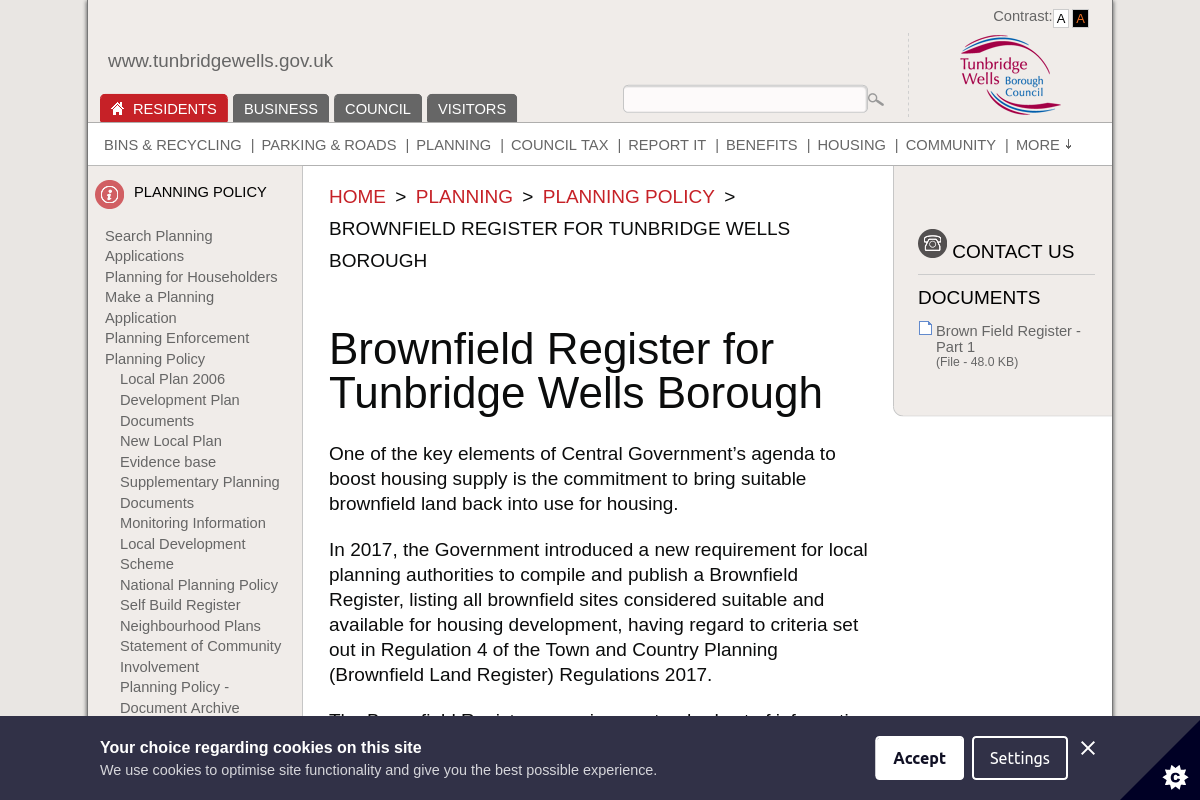 Contrast: A A
www.tunbridgewells.gov.uk
Tunbridge
Wells Borough
Council
RESIDENTS BUSINESS COUNCIL VISITORS
BINS & RECYCLING | PARKING & ROADS | PLANNING | COUNCIL TAX | REPORT IT | BENEFITS | HOUSING | COMMUNITY | MORE ↓
PLANNING POLICY
Search Planning
Applications
Planning for Householders
Make a Planning
Application
Planning Enforcement
Planning Policy
Local Plan 2006
Development Plan
Documents
New Local Plan
Evidence base
Supplementary Planning
Documents
Monitoring Information
Local Development
Scheme
National Planning Policy
Self Build Register
Neighbourhood Plans
Statement of Community
Involvement
Planning Policy -
Document Archive
HOME > PLANNING > PLANNING POLICY >
BROWNFIELD REGISTER FOR TUNBRIDGE WELLS
BOROUGH
Brownfield Register for
Tunbridge Wells Borough
One of the key elements of Central Government’s agenda to
boost housing supply is the commitment to bring suitable
brownfield land back into use for housing.
In 2017, the Government introduced a new requirement for local
planning authorities to compile and publish a Brownfield
Register, listing all brownfield sites considered suitable and
available for housing development, having regard to criteria set
out in Regulation 4 of the Town and Country Planning
(Brownfield Land Register) Regulations 2017.
CONTACT US
DOCUMENTS
Brown Field Register -
Part 1
(File - 48.0 KB)
Your choice regarding cookies on this site
We use cookies to optimise site functionality and give you the best possible experience.
Accept Settings